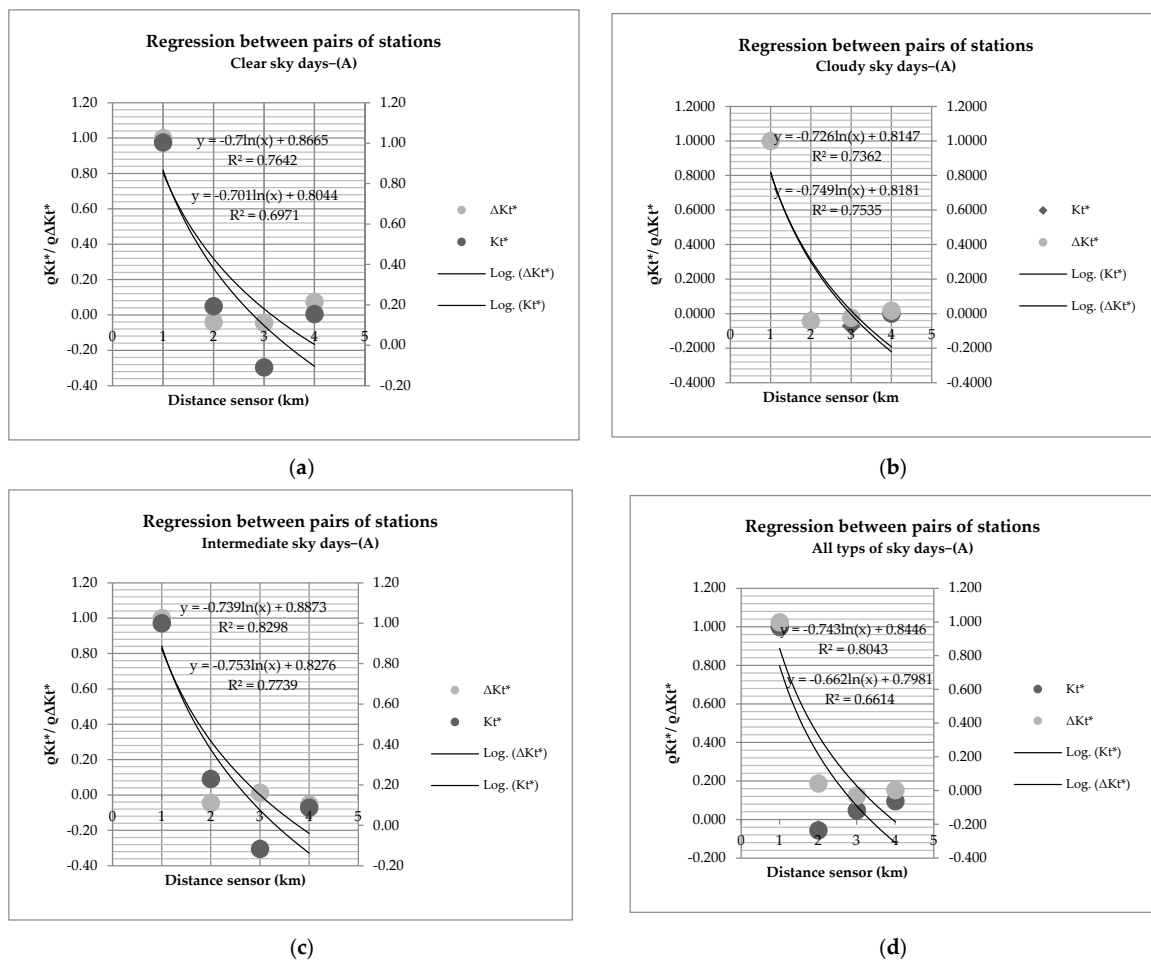 Regression between pairs of stations
Clear sky days–(A)
1.20
1.00
0.80
0.60
0.40
0.20
0.00
-0.20
-0.40
1.20
1.00
0.80
0.60
0.40
0.20
0.00
-0.20
y = -0.7ln(x) + 0.8665
R² = 0.7642
y = -0.701ln(x) + 0.8044
R² = 0.6971
0 1 2 3 4 5
ϱKt*/ ϱΔKt*
Distance sensor (km)
ΔKt*
Kt*
Log. (ΔKt*)
Log. (Kt*)
(a)
Regression between pairs of stations
Cloudy sky days–(A)
1.2000
1.0000
0.8000
0.6000
0.4000
0.2000
0.0000
-0.2000
-0.4000
1.2000
1.0000
0.8000
0.6000
0.4000
0.2000
0.0000
-0.2000
-0.4000
y = -0.726ln(x) + 0.8147
R² = 0.7362
y = -0.749ln(x) + 0.8181
R² = 0.7535
0 1 2 3 4 5
ϱKt*/ ϱΔKt*
Distance sensor (km
Kt*
ΔKt*
Log. (Kt*)
Log. (ΔKt*)
(b)
Regression between pairs of stations
Intermediate sky days–(A)
1.20
1.00
0.80
0.60
0.40
0.20
0.00
-0.20
-0.40
1.20
1.00
0.80
0.60
0.40
0.20
0.00
-0.20
y = -0.739ln(x) + 0.8873
R² = 0.8298
y = -0.753ln(x) + 0.8276
R² = 0.7739
0 1 2 3 4 5
ϱKt*/ ϱΔKt*
Distance sensor (km)
ΔKt*
Kt*
Log. (ΔKt*)
Log. (Kt*)
(c)
Regression between pairs of stations
All typs of sky days–(A)
1.200
1.000
0.800
0.600
0.400
0.200
0.000
-0.200
1.200
1.000
0.800
0.600
0.400
0.200
0.000
-0.200
-0.400
y = -0.743ln(x) + 0.8446
R² = 0.8043
y = -0.662ln(x) + 0.7981
R² = 0.6614
0 1 2 3 4 5
ϱKt*/ ϱΔKt*
Distance sensor (km)
Kt*
ΔKt*
Log. (Kt*)
Log. (ΔKt*)
(d)